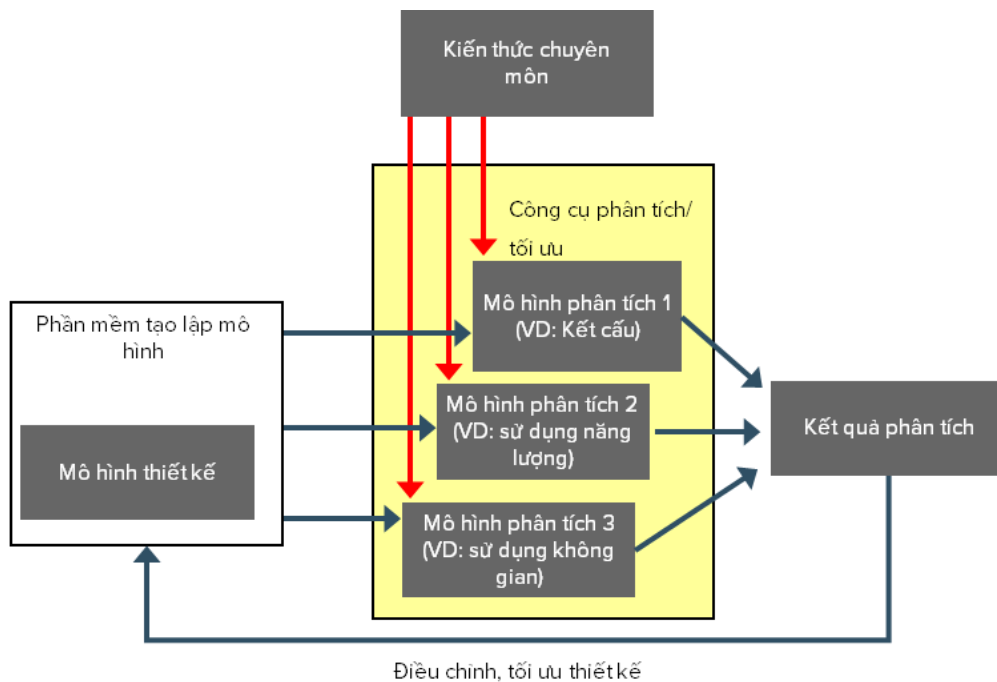 Kiến thức chuyên
môn
Công cụ phân tích/
tối ưu
Mô hình phân tích 1
(VD: Kết cấu)
Phần mềm tạo lập mô
hình
Mô hình thiết kế
Mô hình phân tích 2
(VD: sử dụng năng
lượng)
Kết quả phân tích
Mô hình phân tích 3
(VD: sử dụng không
gian)
Điều chỉnh, tối ưu thiết kế